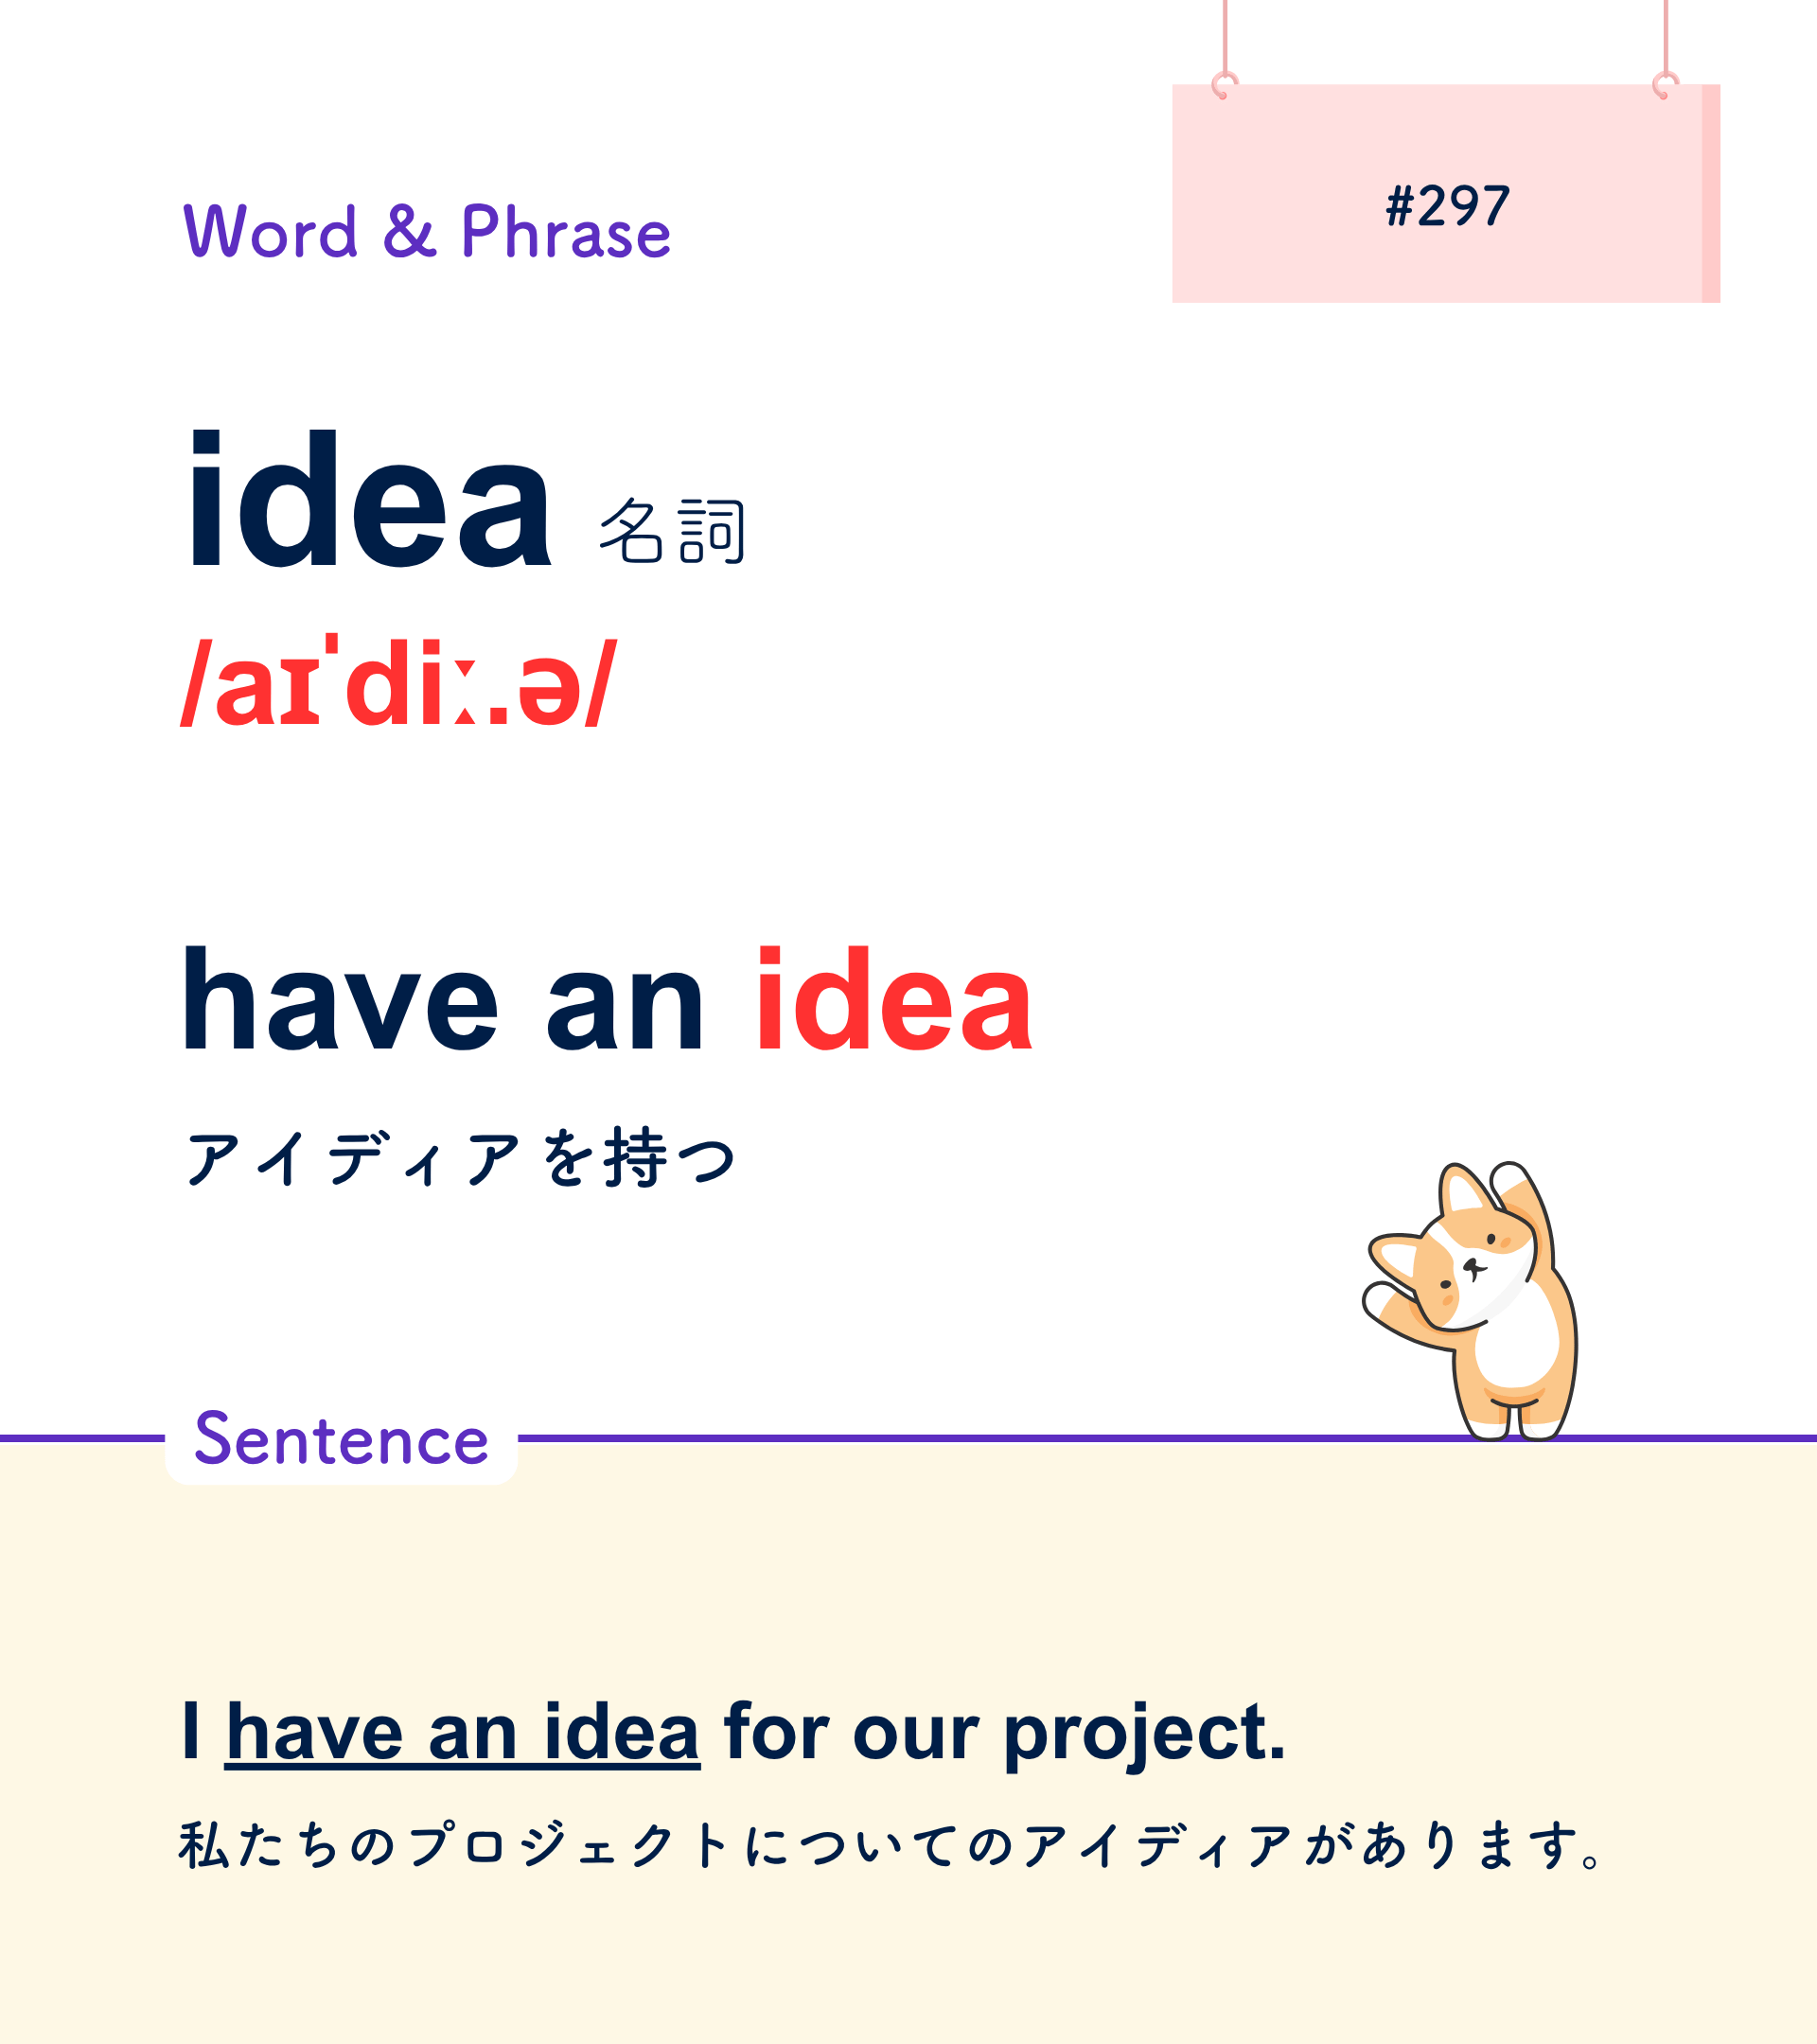 #297
Word & Phrase
idea 名詞
/aɪˈdiː.ə/
have an idea
アイディアを持つ
Sentence
I have an idea for our project.
私たちのプロジェクトについてのアイディアがあります。